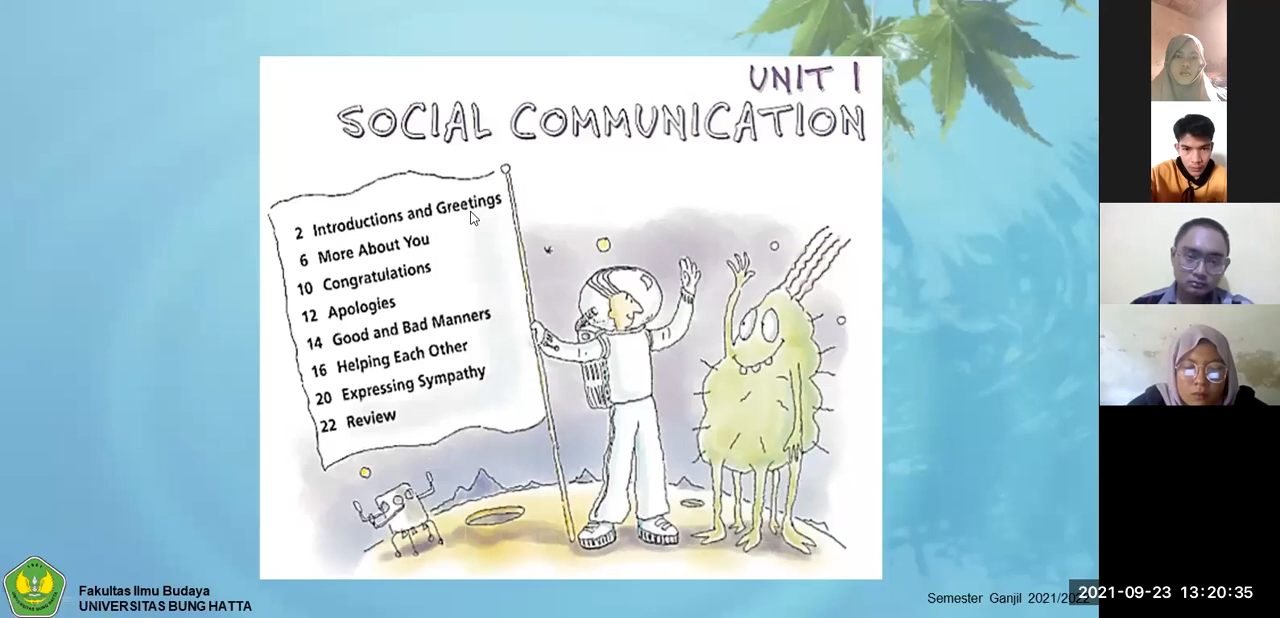 UNIT 1
SOCIAL COMMUNICATION
2 Introductions and Greetings
6 More About You
10 Congratulations
12 Apologies
14 Good and Bad Manners
16 Helping Each Other
20 Expressing Sympathy
22 Review
Fakultas Ilmu Budaya
UNIVERSITAS BUNG HATTA
Semester Ganjil 2021/2022
2021-09-23 13:20:35